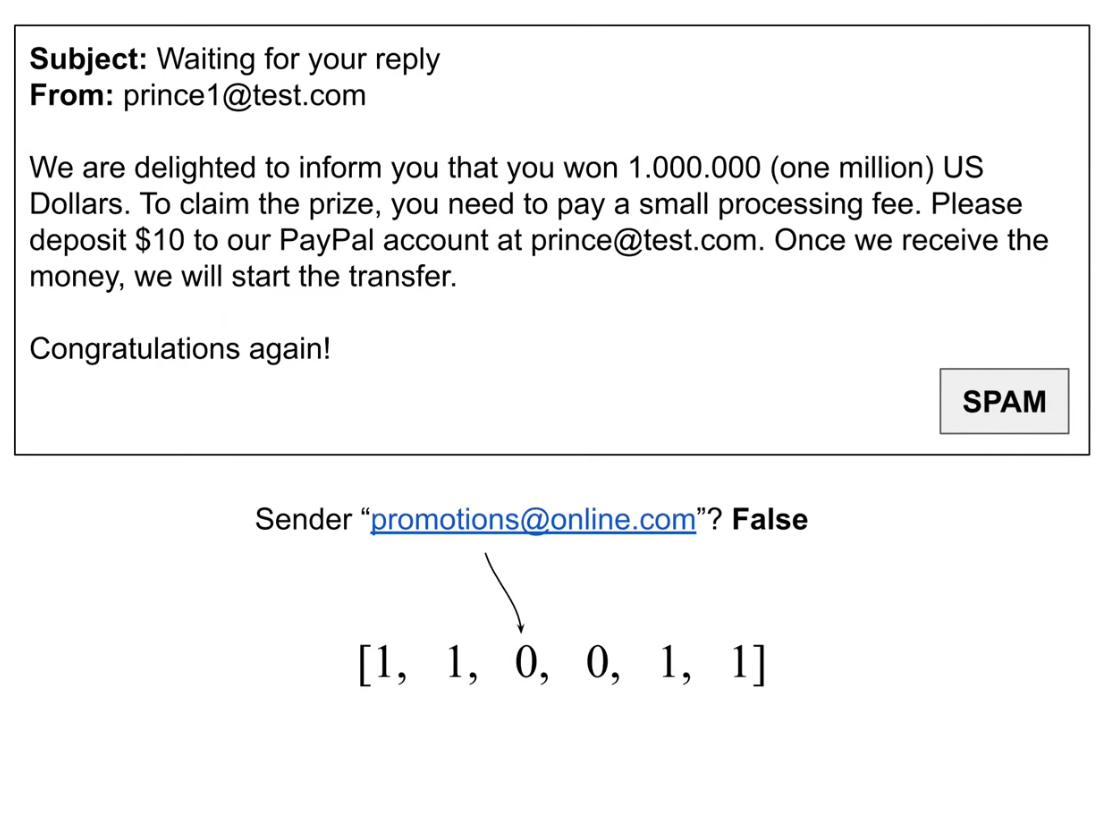 Subject: Waiting for your reply
From: prince1@test.com
We are delighted to inform you that you won 1.000.000 (one million) US
Dollars. To claim the prize, you need to pay a small processing fee. Please
deposit $10 to our PayPal account at prince@test.com. Once we receive the
money, we will start the transfer.
Congratulations again!
SPAM
Sender “promotions@online.com”? False
[1, 1, 0, 0, 1, 1]